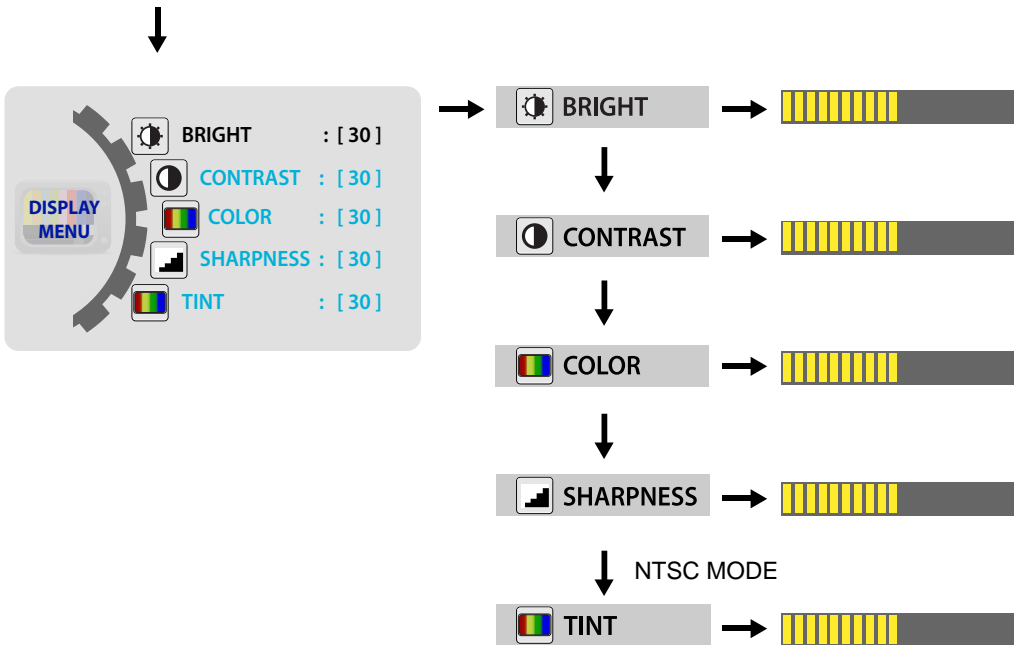 BRIGHT : [ 30 ]
CONTRAST : [ 30 ]
DISPLAY MENU
COLOR : [ 30 ]
SHARPNESS : [ 30 ]
TINT : [ 30 ]
BRIGHT
CONTRAST
COLOR
SHARPNESS
NTSC MODE
TINT